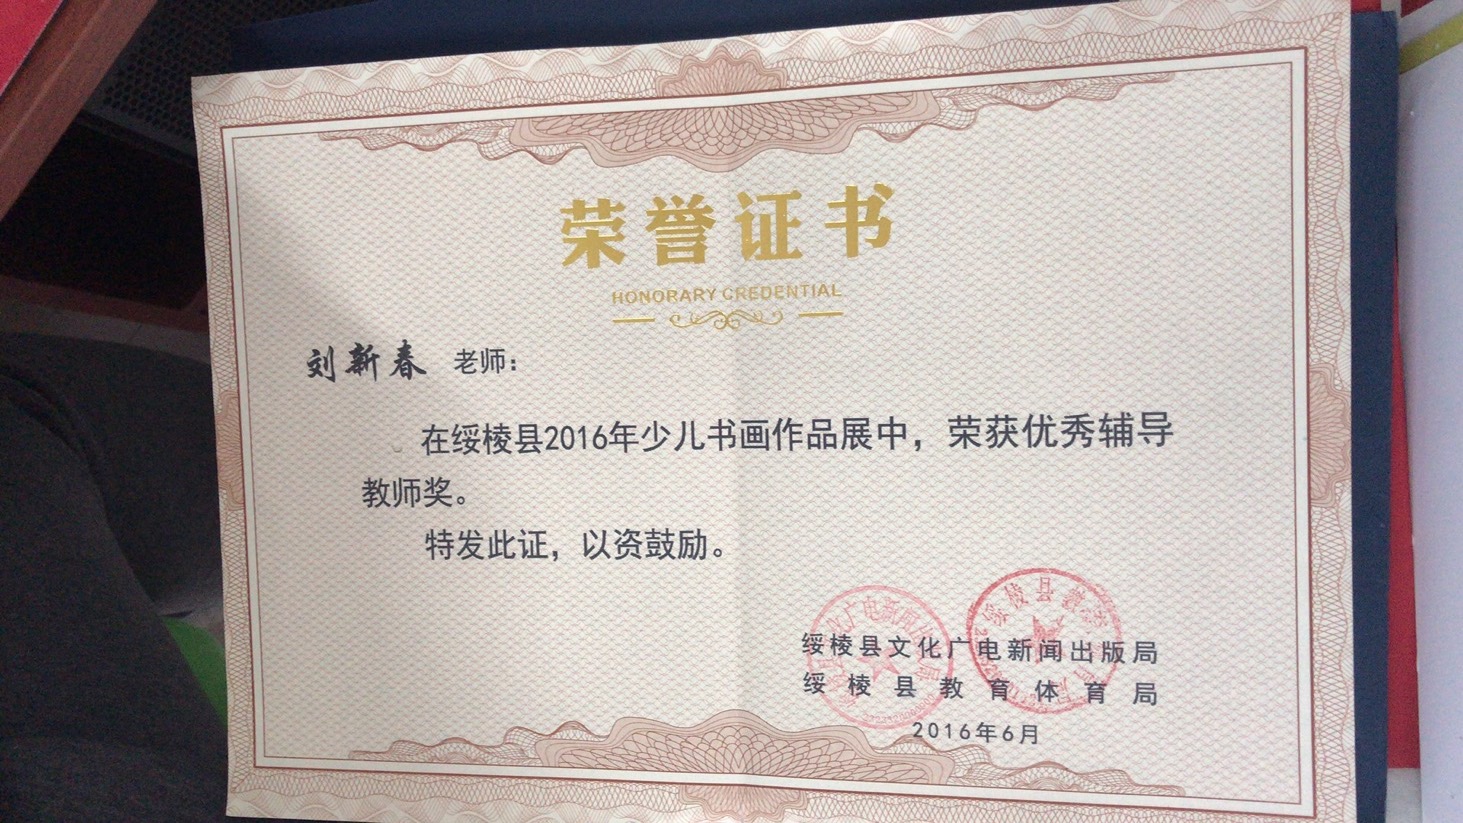 荣誉证书
HONORARY CREDENTIAL
刘新春 老师：
在绥棱县2016年少儿书画作品展中，荣获优秀辅导
教师奖。
特发此证，以资鼓励。
绥棱县文化广电新闻出版局
绥棱县教育体育局
2016年6月